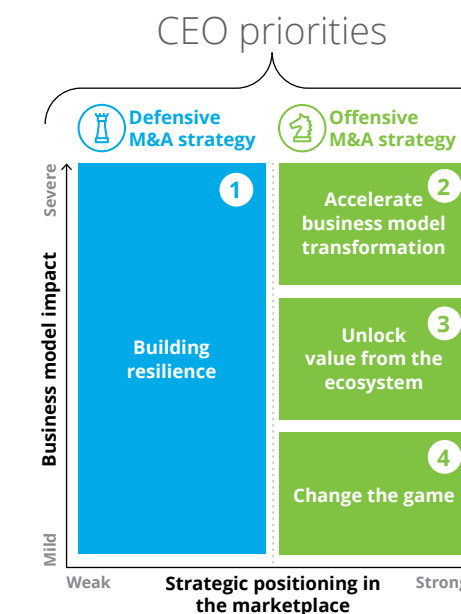 CEO priorities
Defensive
M&A strategy
Offensive
M&A strategy
Severe
Business model impact
Mild
1
Building
resilience
2
Accelerate
business model
transformation
3
Unlock
value from the
ecosystem
4
Change the game
Weak
Strategic positioning in
the marketplace
Strong